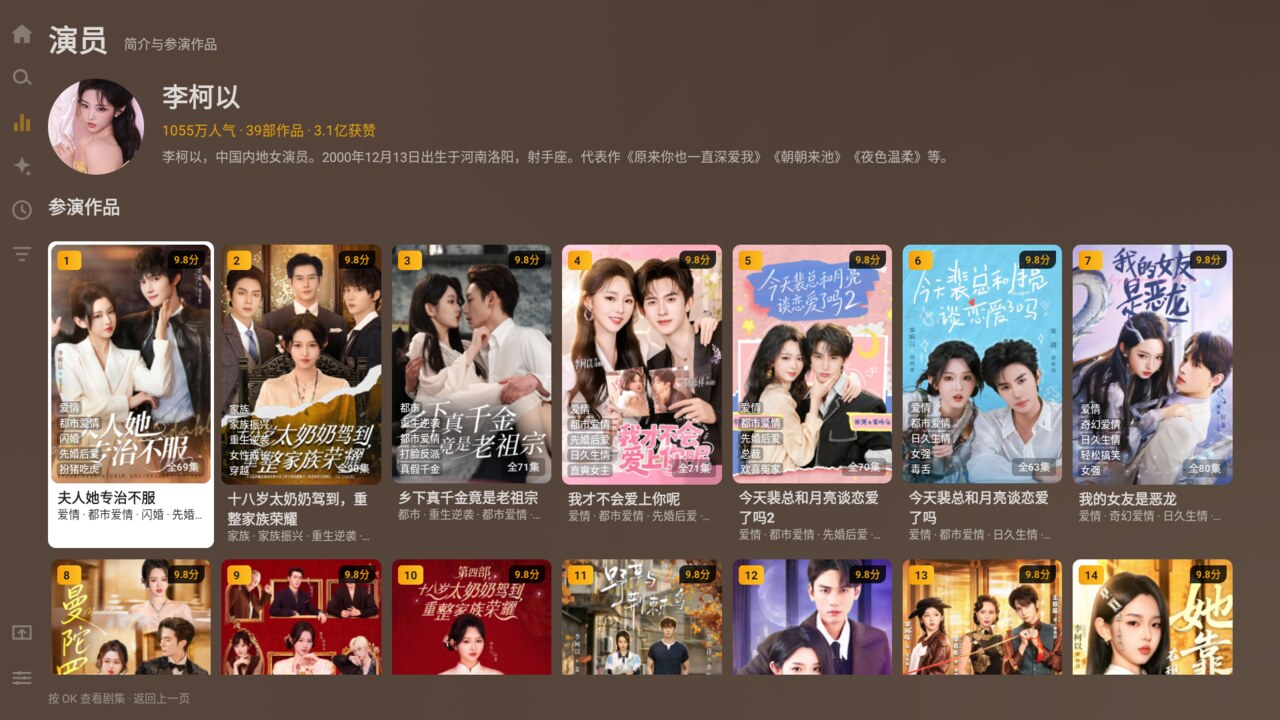 演员 简介与参演作品
李柯以
1055万人气 · 39部作品 · 3.1亿获赞
李柯以，中国内地女演员。2000年12月13日出生于河南洛阳，射手座。代表作《原来你也一直深爱我》《朝朝来池》《夜色温柔》等。
参演作品
1 9.8分
爱情
都市爱情
闪婚
先婚后爱
扮猪吃虎
全69集
夫人她专治不服
爱情 · 都市爱情 · 闪婚 · 先婚...
2 9.8分
家族
家族振兴
重生逆袭
女性成长
穿越
十八岁太奶奶驾到，重
整家族荣耀
家族 · 家族振兴 · 重生逆袭 ·...
3 9.8分
都市
重生逆袭
都市爱情
打脸反派
真假千金
全71集
乡下真千金竟是老祖宗
都市 · 重生逆袭 · 都市爱情 ·...
4 9.8分
爱情
都市爱情
先婚后爱
日久生情
直爽女主
全71集
我才不会爱上你呢
爱情 · 都市爱情 · 先婚后爱 ·...
5 9.8分
今天裴总和月亮
谈恋爱了吗2
爱情
都市爱情
先婚后爱
总裁
欢喜冤家
全70集
今天裴总和月亮谈恋爱
了吗2
爱情 · 都市爱情 · 先婚后爱 ·...
6 9.8分
今天裴总和月亮
谈恋爱了吗
爱情
都市爱情
日久生情
女强
毒舌
全63集
今天裴总和月亮谈恋爱
了吗
爱情 · 都市爱情 · 日久生情 ·...
7 9.8分
我的女友
是恶龙
爱情
奇幻爱情
日久生情
轻松搞笑
女强
全80集
我的女友是恶龙
爱情 · 奇幻爱情 · 日久生情 ·...
8 9.8分
曼陀罗
9 9.8分
10 9.8分
第四部
十八岁太奶奶驾到
重整家族荣耀
11 9.8分
野草与
荆棘鸟
12 9.8分
13 9.8分
14 9.8分
她靠
李柯以
按 OK 查看剧集 · 返回上一页